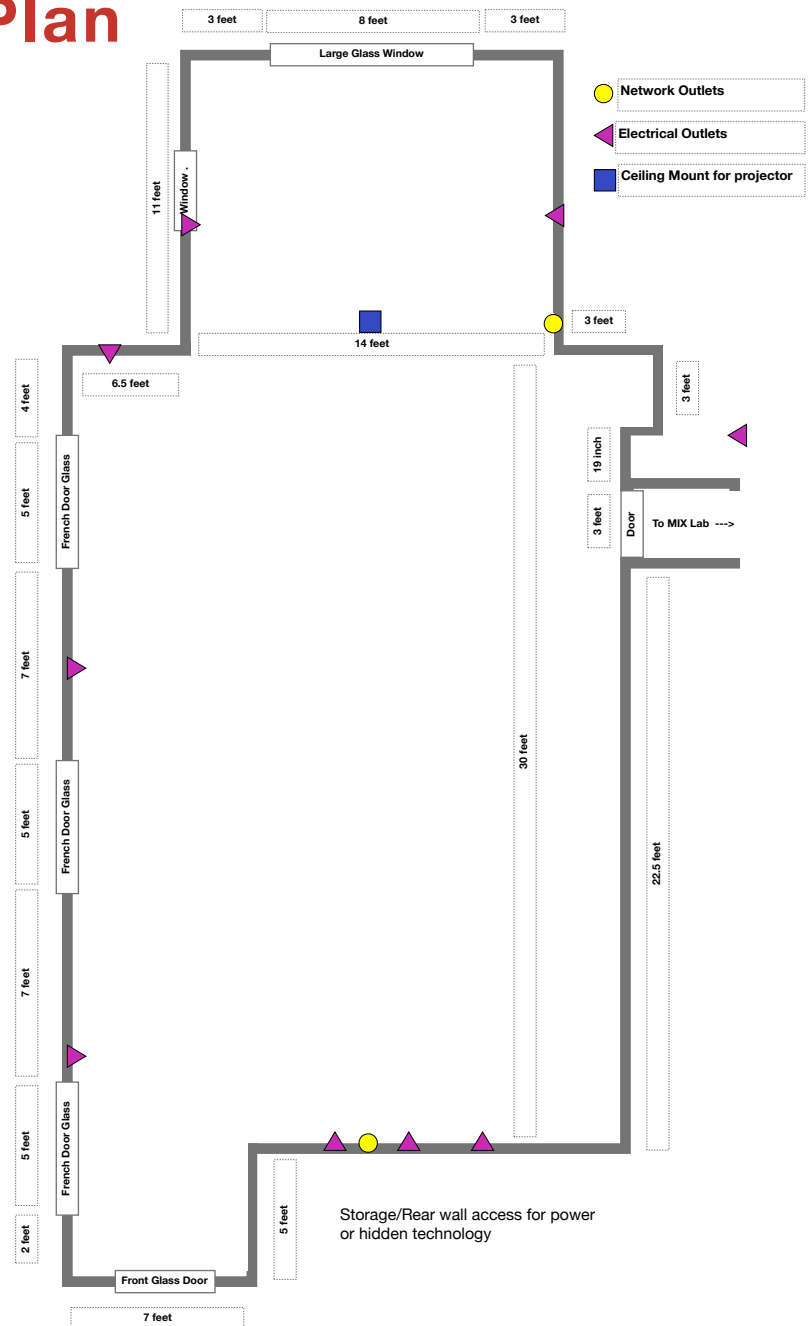 Plan
3 feet
8 feet
3 feet
Large Glass Window
Network Outlets
Electrical Outlets
Ceiling Mount for projector
11 feet
Window .
3 feet
14 feet
6.5 feet
4 feet
3 feet
French Door Glass
5 feet
19 inch
3 feet
Door
To MIX Lab --->
7 feet
30 feet
French Door Glass
5 feet
22.5 feet
7 feet
French Door Glass
5 feet
2 feet
5 feet
Storage/Rear wall access for power
or hidden technology
Front Glass Door
7 feet